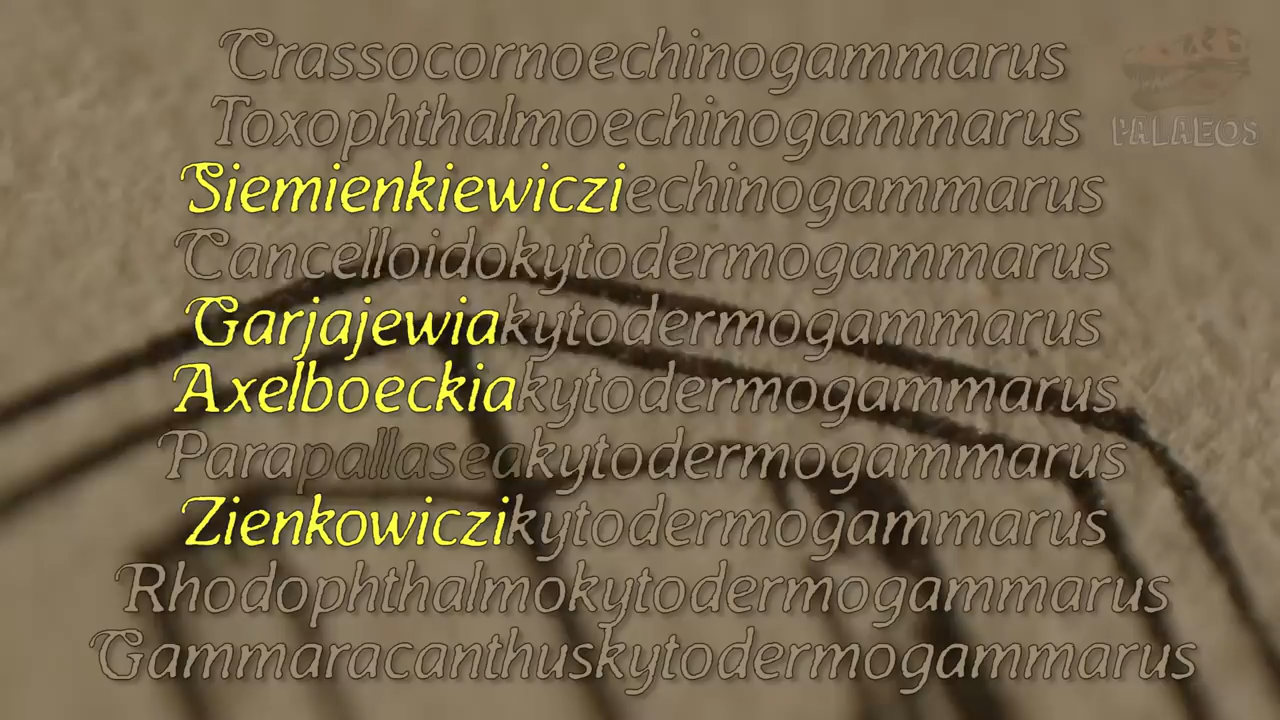 Crassocornoechinogammarus
PALAEOS
Toxophthalmoechinogammarus
Siemienkiewicziechinogammarus
Cancelloidokytodermogammarus
Garjajewiakytodermogammarus
Axelboeckiakytodermogammarus
Parapallaseakytodermogammarus
Zienkowiczikytodermogammarus
Rhodophthalmokytodermogammarus
Gammaracanthuskytodermogammarus